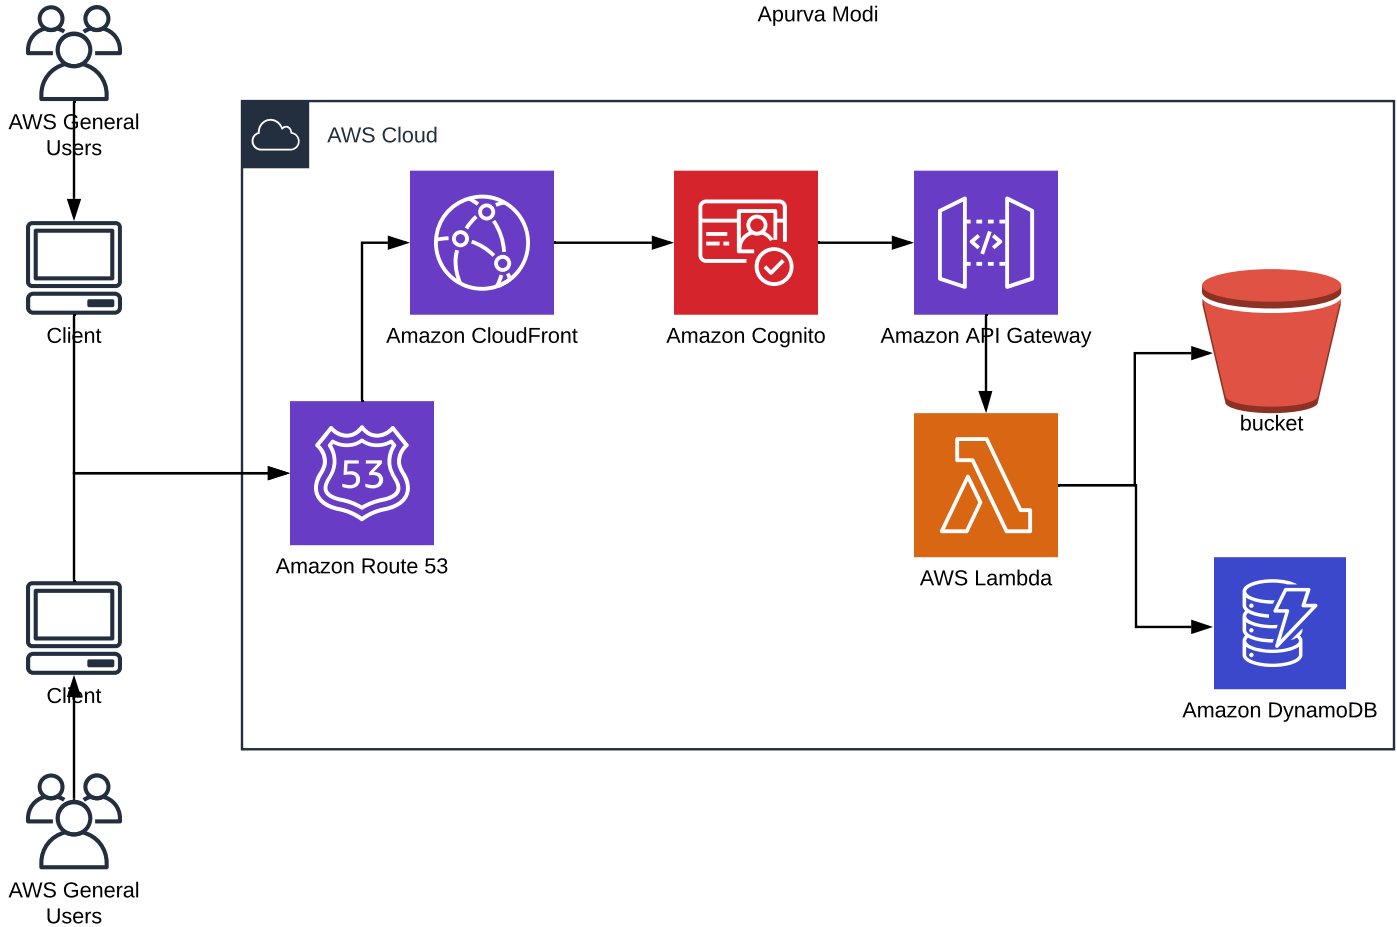 Apurva Modi
AWS General
Users
AWS Cloud
Client
Amazon CloudFront
Amazon Cognito
Amazon API Gateway
bucket
53
Amazon Route 53
AWS Lambda
Client
Amazon DynamoDB
AWS General
Users